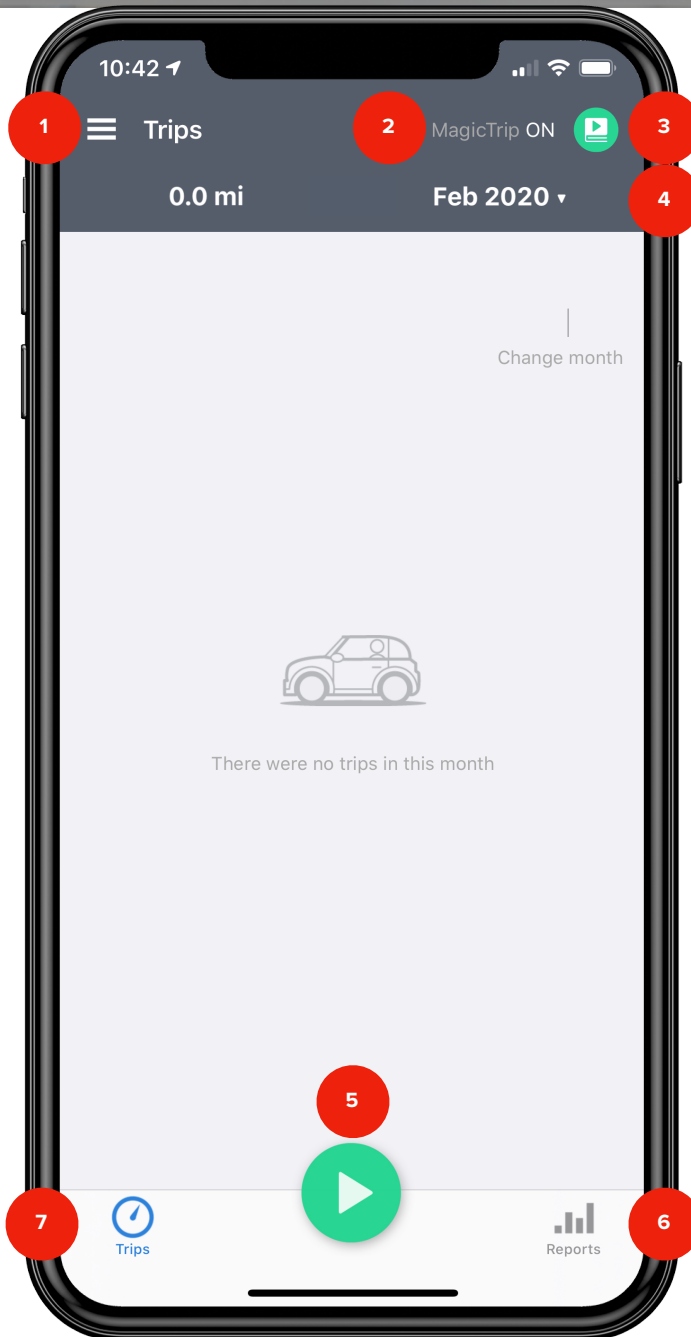 10:42
1 Trips 2 MagicTrip ON 3
0.0 mi Feb 2020 ▾ 4
Change month
There were no trips in this month
5
7 Trips Reports 6